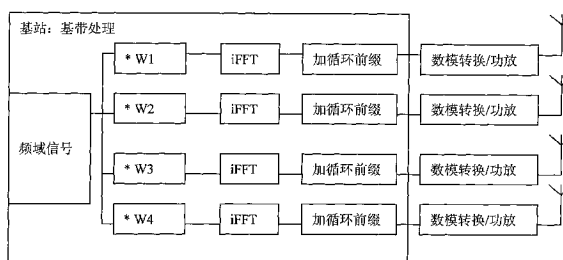 基站：基带处理
* W1 iFFT 加循环前缀 数模转换/功放
* W2 iFFT 加循环前缀 数模转换/功放
频域信号
* W3 iFFT 加循环前缀 数模转换/功放
* W4 iFFT 加循环前缀 数模转换/功放